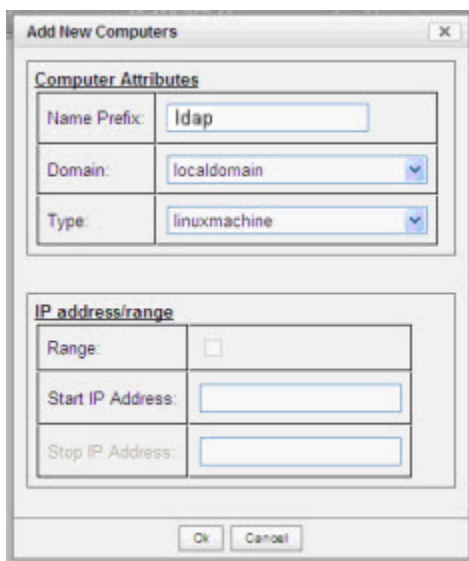 Add New Computers
Computer Attributes
Name Prefix: ldap
Domain: localdomain
Type: linuxmachine
IP address/range
Range:
Start IP Address:
Stop IP Address:
Ok Cancel